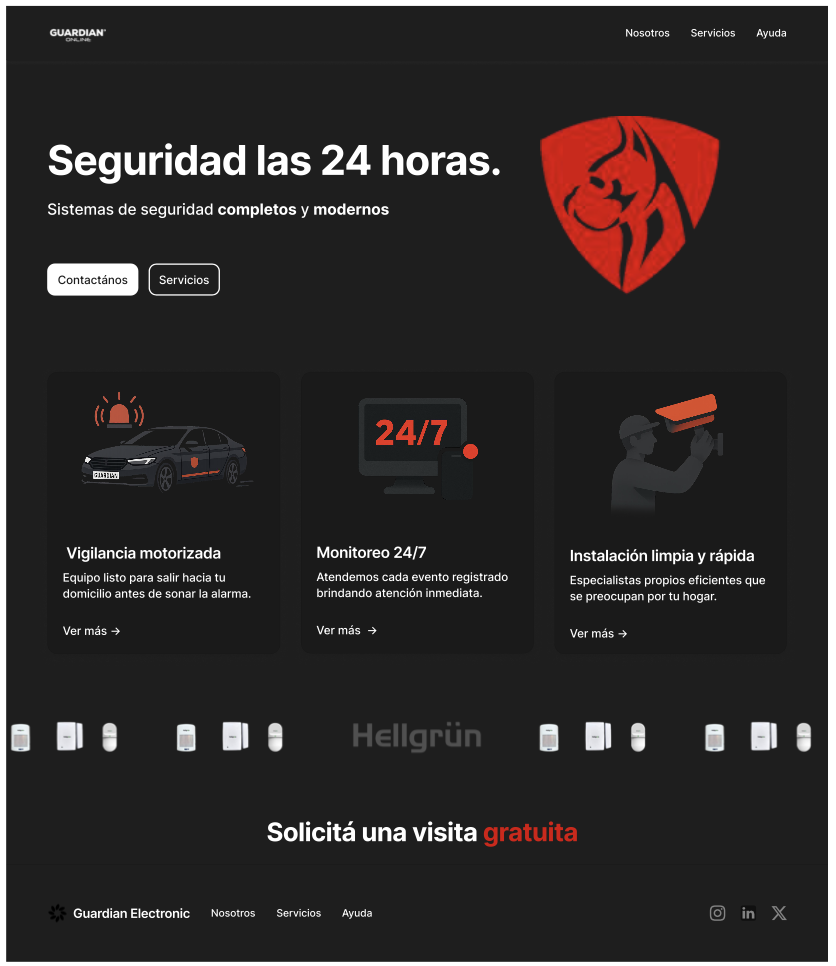 GUARDIAN
ONLINE
Nosotros Servicios Ayuda
Seguridad las 24 horas.
Sistemas de seguridad completos y modernos
Contactános Servicios
GUARDIAN
24/7
Vigilancia motorizada
Equipo listo para salir hacia tu
domicilio antes de sonar la alarma.
Ver más →
Monitoreo 24/7
Atendemos cada evento registrado
brindando atención inmediata.
Ver más →
Instalación limpia y rápida
Especialistas propios eficientes que
se preocupan por tu hogar.
Ver más →
Hellgrün
Solicitá una visita gratuita
Guardian Electronic Nosotros Servicios Ayuda
in